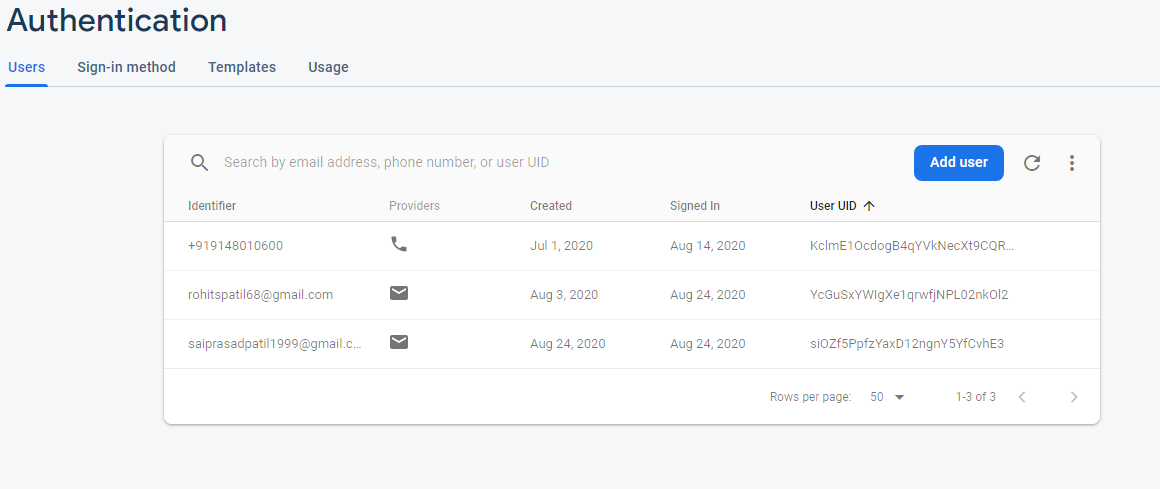 Authentication
Users Sign-in method Templates Usage
Search by email address, phone number, or user UID Add user
Identifier Providers Created Signed In User UID
+919148010600 Jul 1, 2020 Aug 14, 2020 KclmE1OcdogB4qYVkNecXt9CQR...
rohitspatil68@gmail.com Aug 3, 2020 Aug 24, 2020 YcGuSxYWIgXe1qrwfjNPL02nkOl2
saiprasadpatil1999@gmail.c... Aug 24, 2020 Aug 24, 2020 siOZf5PpfzYaxD12ngnY5YfCvhE3
Rows per page: 50 1-3 of 3